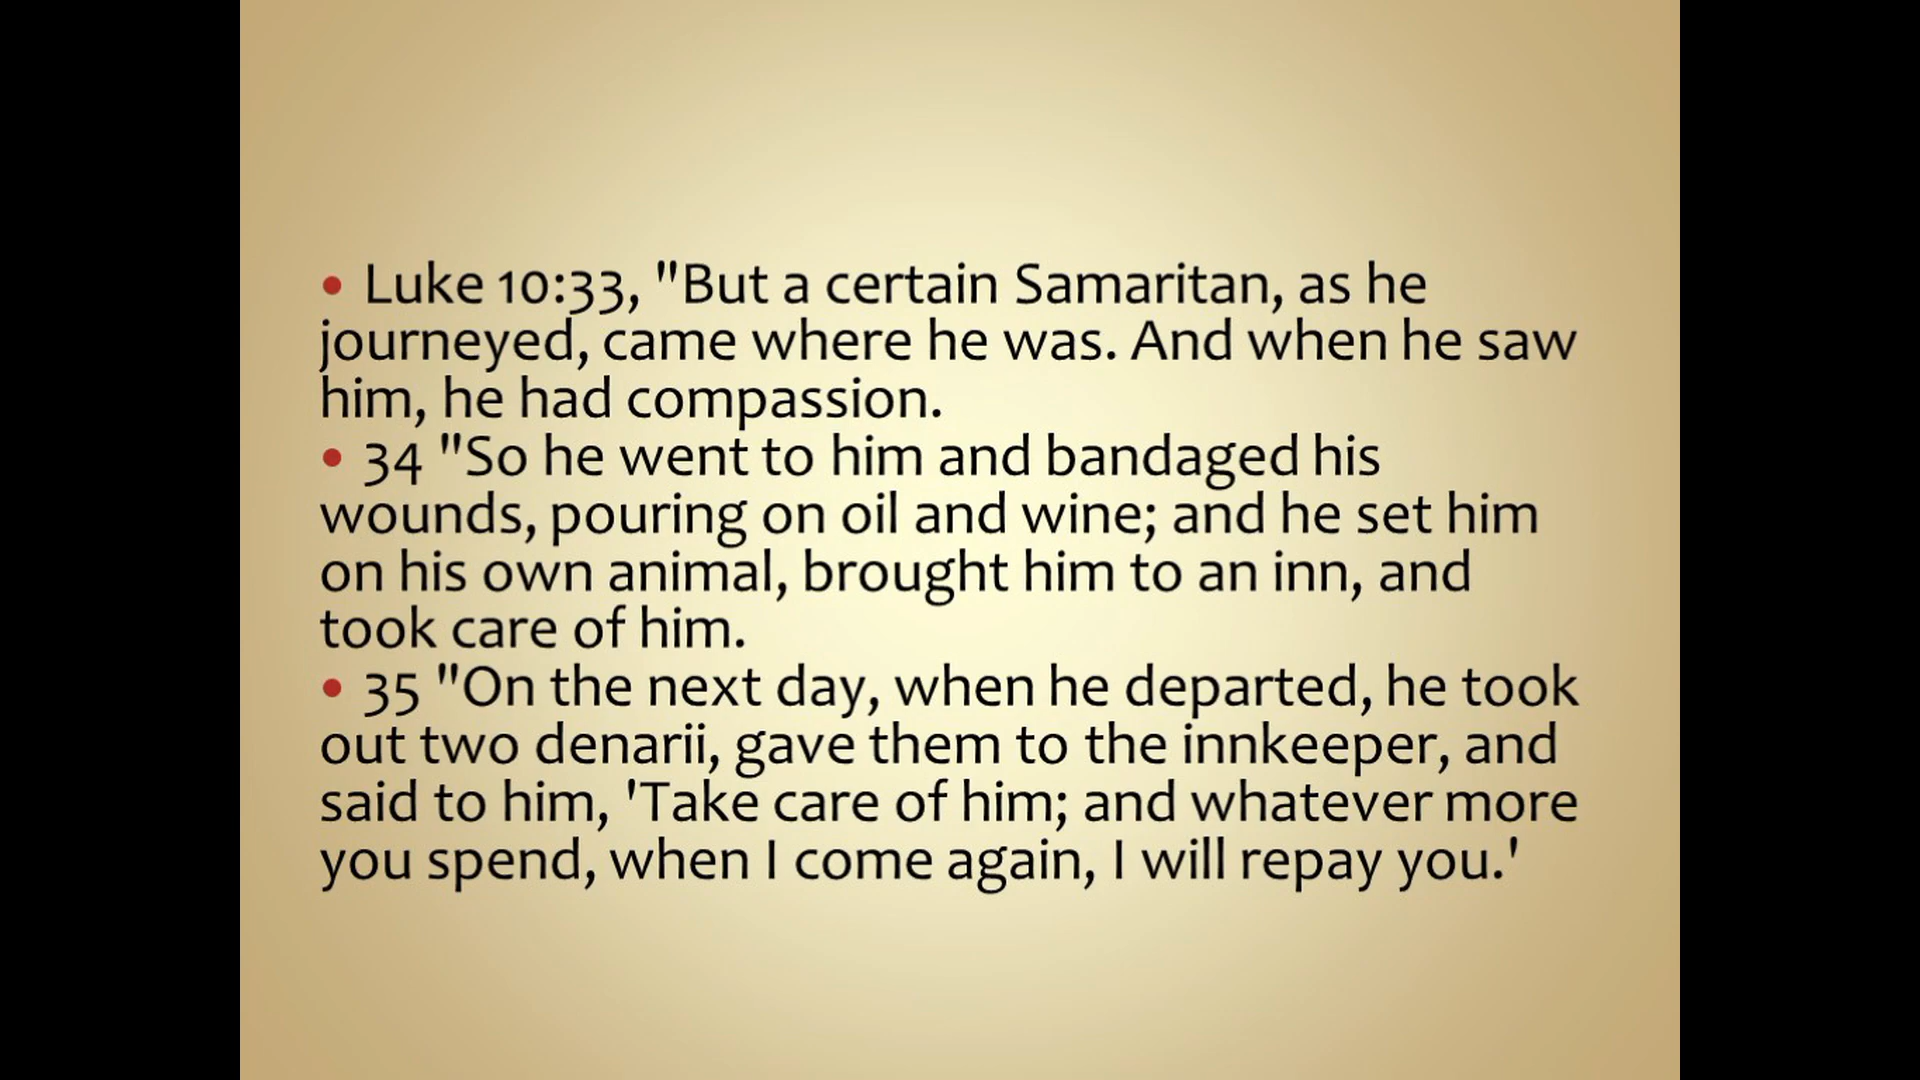 • Luke 10:33, "But a certain Samaritan, as he
journeyed, came where he was. And when he saw
him, he had compassion.
• 34 "So he went to him and bandaged his
wounds, pouring on oil and wine; and he set him
on his own animal, brought him to an inn, and
took care of him.
• 35 "On the next day, when he departed, he took
out two denarii, gave them to the innkeeper, and
said to him, 'Take care of him; and whatever more
you spend, when I come again, I will repay you.'